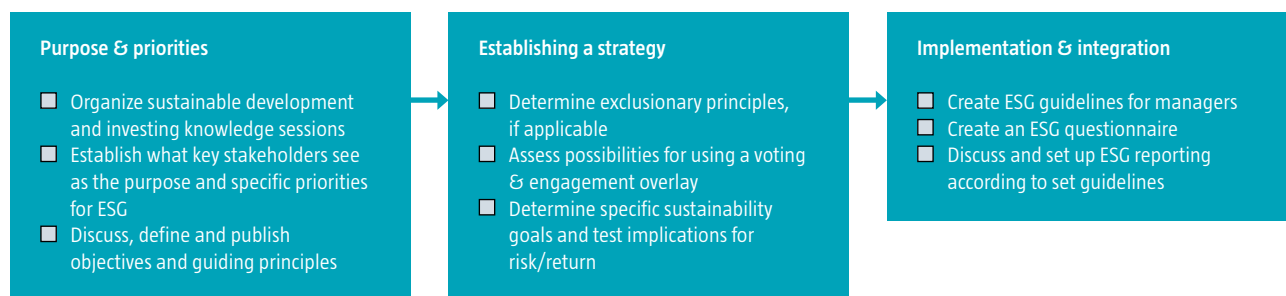 Purpose & priorities
Organize sustainable development
and investing knowledge sessions
Establish what key stakeholders see
as the purpose and specific priorities
for ESG
Discuss, define and publish
objectives and guiding principles
Establishing a strategy
Determine exclusionary principles,
if applicable
Assess possibilities for using a voting
& engagement overlay
Determine specific sustainability
goals and test implications for
risk/return
Implementation & integration
Create ESG guidelines for managers
Create an ESG questionnaire
Discuss and set up ESG reporting
according to set guidelines